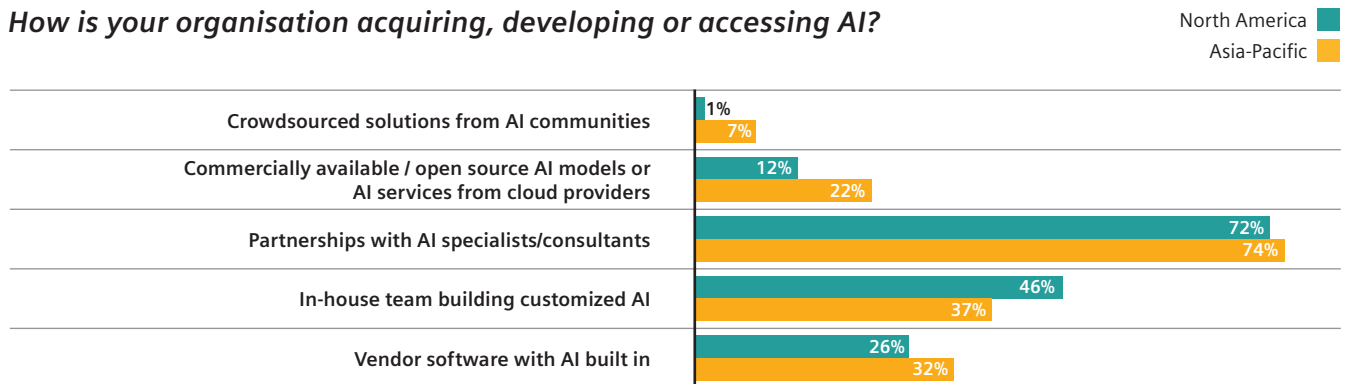 How is your organisation acquiring, developing or accessing AI?
North America
Asia-Pacific
Crowdsourced solutions from AI communities
1%
7%
Commercially available / open source AI models or
AI services from cloud providers
12%
22%
Partnerships with AI specialists/consultants
72%
74%
In-house team building customized AI
46%
37%
Vendor software with AI built in
26%
32%